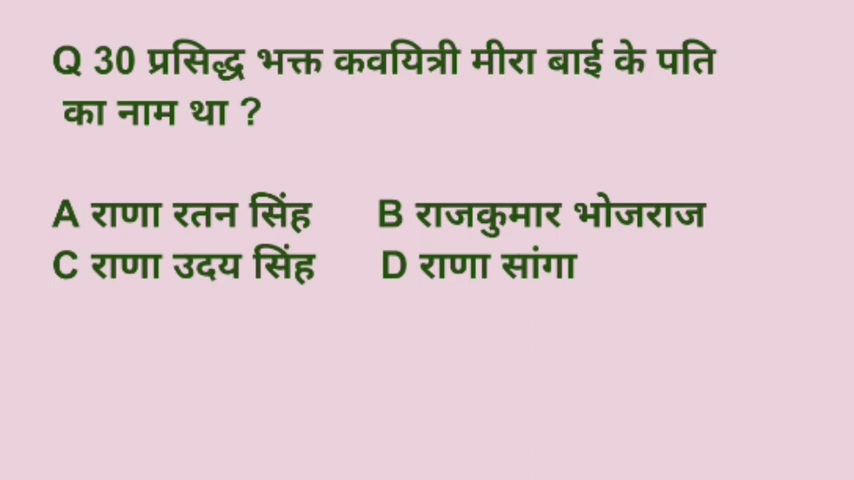 Q 30 प्रसिद्ध भक्त कवयित्री मीरा बाई के पति
का नाम था ?
A राणा रतन सिंह B राजकुमार भोजराज
C राणा उदय सिंह D राणा सांगा